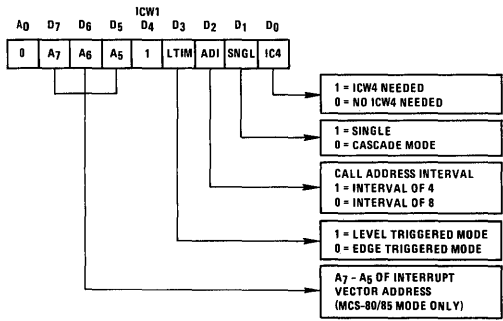 ICW1
A0 D7 D6 D5 D4 D3 D2 D1 D0
0 A7 A6 A5 1 LTIM ADI SNGL IC4
1 = ICW4 NEEDED
0 = NO ICW4 NEEDED
1 = SINGLE
0 = CASCADE MODE
CALL ADDRESS INTERVAL
1 = INTERVAL OF 4
0 = INTERVAL OF 8
1 = LEVEL TRIGGERED MODE
0 = EDGE TRIGGERED MODE
A7 - A5 OF INTERRUPT
VECTOR ADDRESS
(MCS-80/85 MODE ONLY)